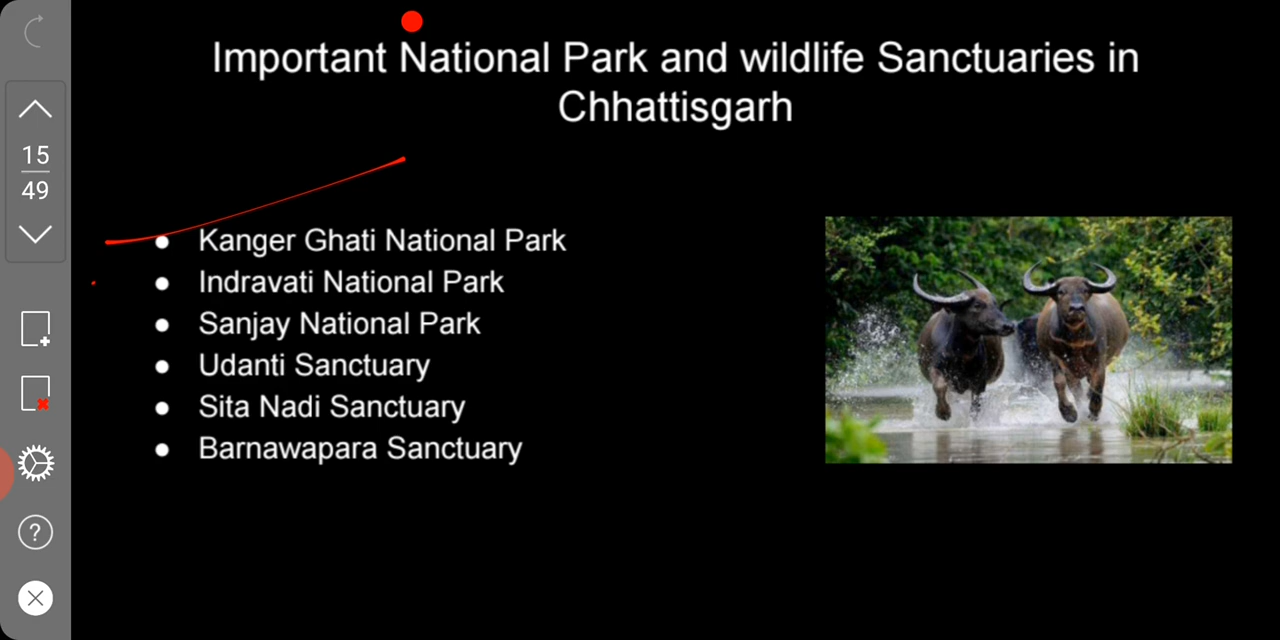 Important National Park and wildlife Sanctuaries in
Chhattisgarh
15
49
Kanger Ghati National Park
Indravati National Park
Sanjay National Park
Udanti Sanctuary
Sita Nadi Sanctuary
Barnawapara Sanctuary
?